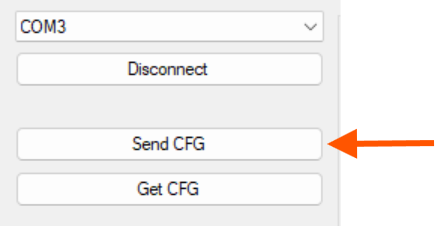 COM3
Disconnect
Send CFG
Get CFG